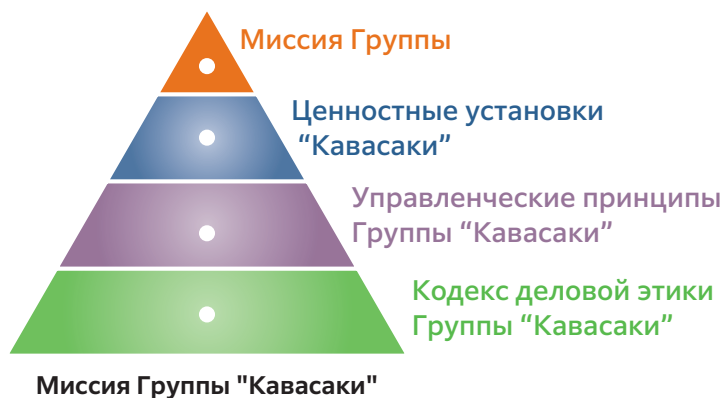 Миссия Группы
Ценностные установки
“Кавасаки”
Управленческие принципы
Группы “Кавасаки”
Кодекс деловой этики
Группы “Кавасаки”
Миссия Группы "Кавасаки"